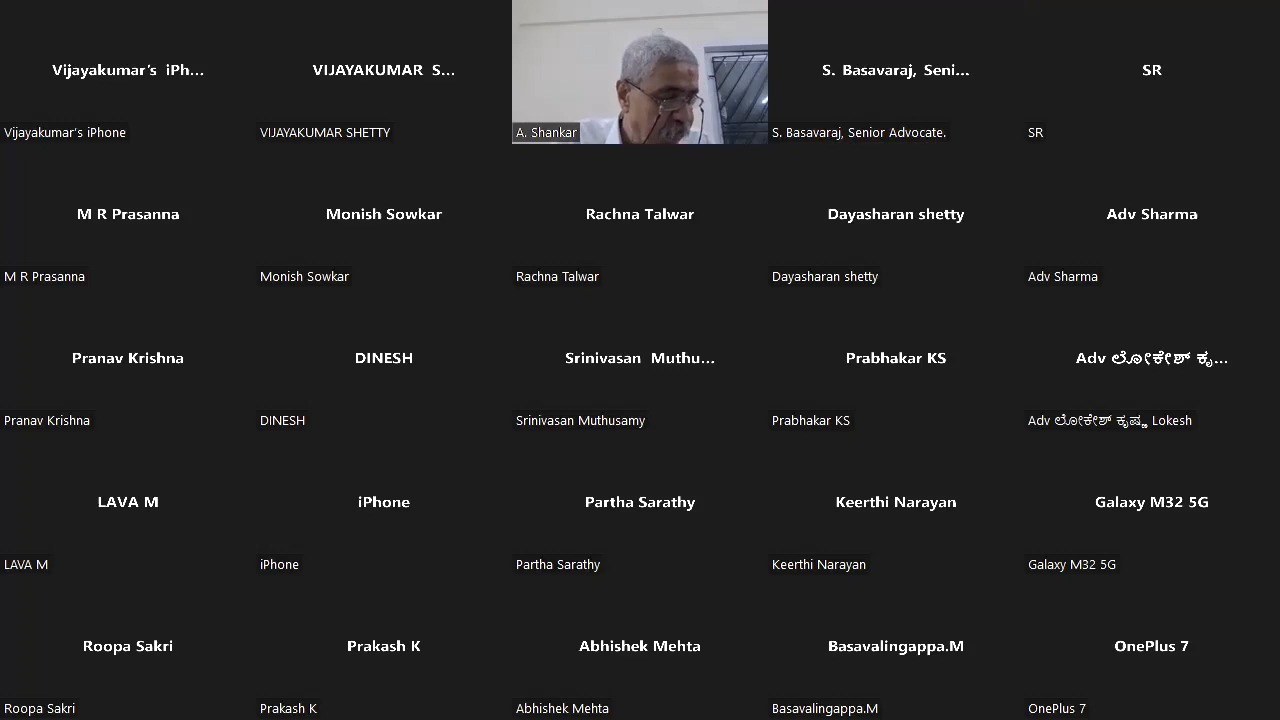 Vijayakumar's iPh...
VIJAYAKUMAR S...
S. Basavaraj, Seni...
SR
Vijayakumar's iPhone
VIJAYAKUMAR SHETTY
A. Shankar
S. Basavaraj, Senior Advocate.
SR
M R Prasanna
Monish Sowkar
Rachna Talwar
Dayasharan shetty
Adv Sharma
M R Prasanna
Monish Sowkar
Rachna Talwar
Dayasharan shetty
Adv Sharma
Pranav Krishna
DINESH
Srinivasan Muthu...
Prabhakar KS
Adv ಲೋಕೇಶ್ ಕೃ...
Pranav Krishna
DINESH
Srinivasan Muthusamy
Prabhakar KS
Adv ಲೋಕೇಶ್ ಕೃಷ್ಣ Lokesh
LAVA M
iPhone
Partha Sarathy
Keerthi Narayan
Galaxy M32 5G
LAVA M
iPhone
Partha Sarathy
Keerthi Narayan
Galaxy M32 5G
Roopa Sakri
Prakash K
Abhishek Mehta
Basavalingappa.M
OnePlus 7
Roopa Sakri
Prakash K
Abhishek Mehta
Basavalingappa.M
OnePlus 7